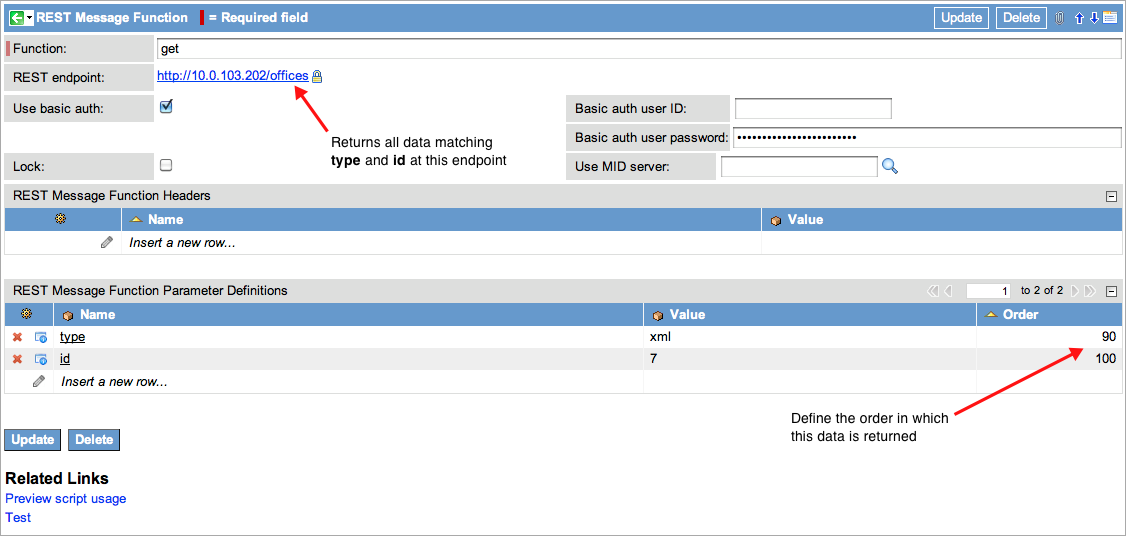 REST Message Function = Required field Update Delete
Function: get
REST endpoint: http://10.0.103.202/offices
Use basic auth: Basic auth user ID:
Returns all data matching
type and id at this endpoint
Basic auth user password: ••••••••••••••••••••••••
Lock: Use MID server:
REST Message Function Headers
Name Value
Insert a new row...
REST Message Function Parameter Definitions 1 to 2 of 2
Name Value Order
type xml 90
id 7 100
Insert a new row...
Define the order in which
this data is returned
Update Delete
Related Links
Preview script usage
Test